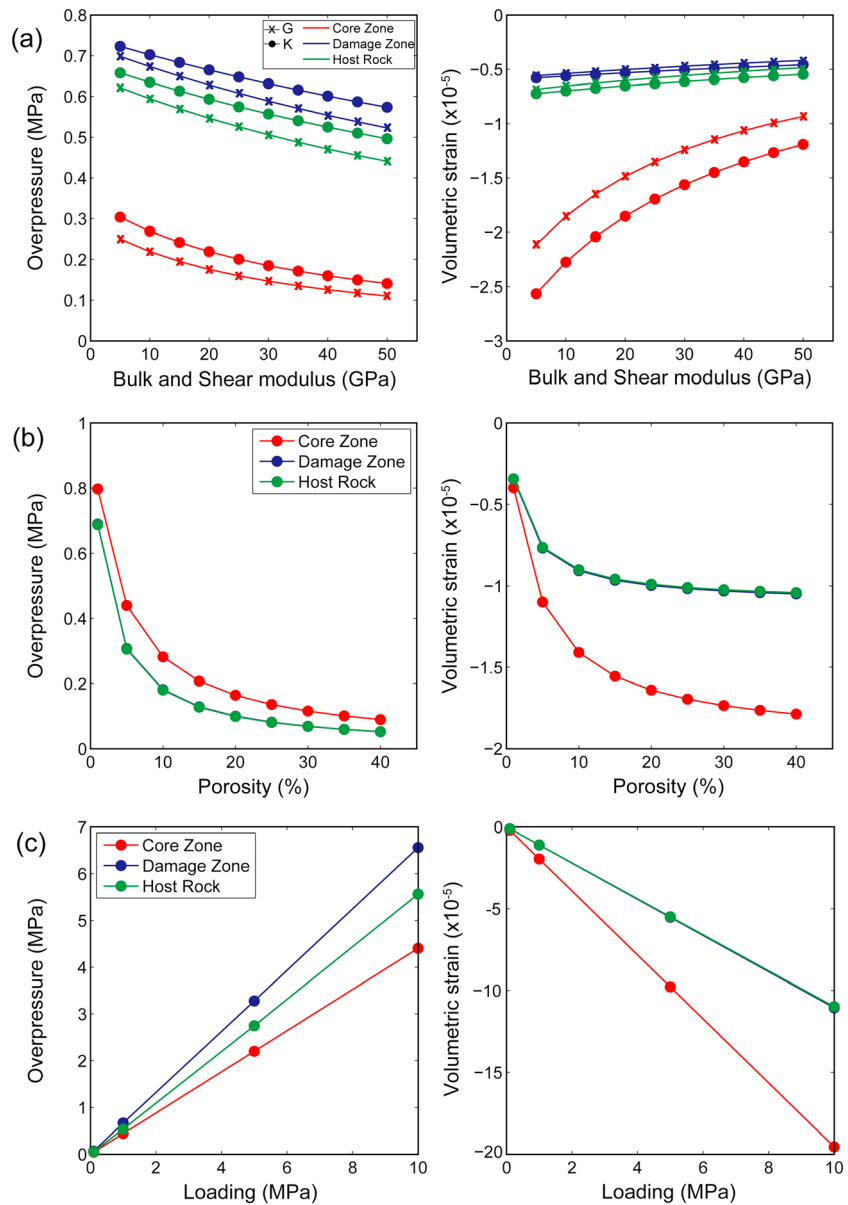 (a)
0.8
0.7
0.6
0.5
0.4
0.3
0.2
0.1
0
Overpressure (MPa)
G
K
Core Zone
Damage Zone
Host Rock
0 10 20 30 40 50
Bulk and Shear modulus (GPa)
0
−0.5
−1
−1.5
−2
−2.5
−3
Volumetric strain (x10-5)
0 10 20 30 40 50
Bulk and Shear modulus (GPa)
(b)
1
0.8
0.6
0.4
0.2
0
Overpressure (MPa)
Core Zone
Damage Zone
Host Rock
0 10 20 30 40
Porosity (%)
0
−0.5
−1
−1.5
−2
Volumetric strain (x10-5)
0 10 20 30 40
Porosity (%)
(c)
7
6
5
4
3
2
1
0
Overpressure (MPa)
Core Zone
Damage Zone
Host Rock
0 2 4 6 8 10
Loading (MPa)
0
−5
−10
−15
−20
Volumetric strain (x10-5)
0 2 4 6 8 10
Loading (MPa)